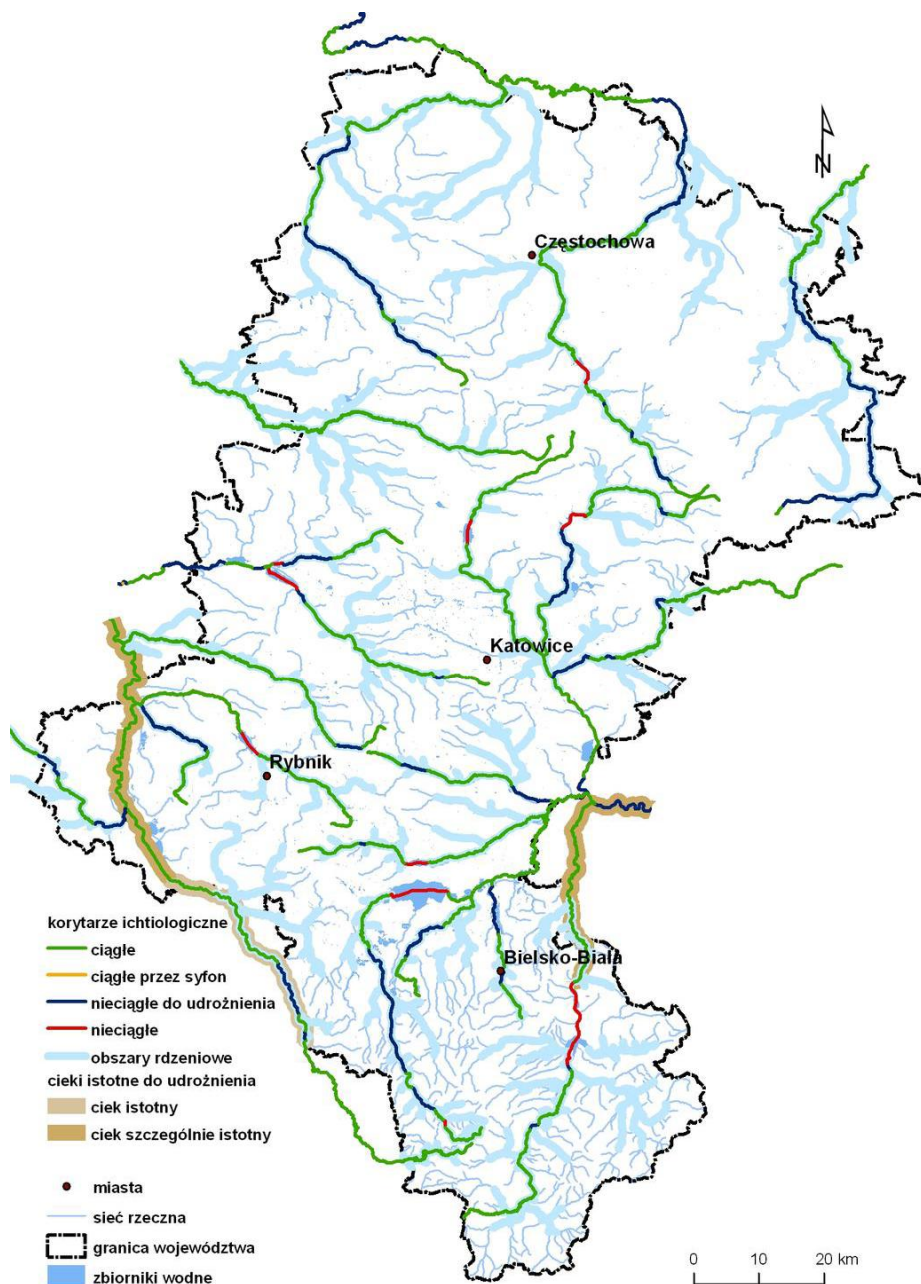 N
Częstochowa
Katowice
Rybnik
Bielsko-Biała
korytarze ichtiologiczne
ciągłe
ciągłe przez syfon
nieciągłe do udrożnienia
nieciągłe
obszary rdzeniowe
cieki istotne do udrożnienia
ciek istotny
ciek szczególnie istotny
miasta
sieć rzeczna
granica województwa
zbiorniki wodne
0 10 20 km